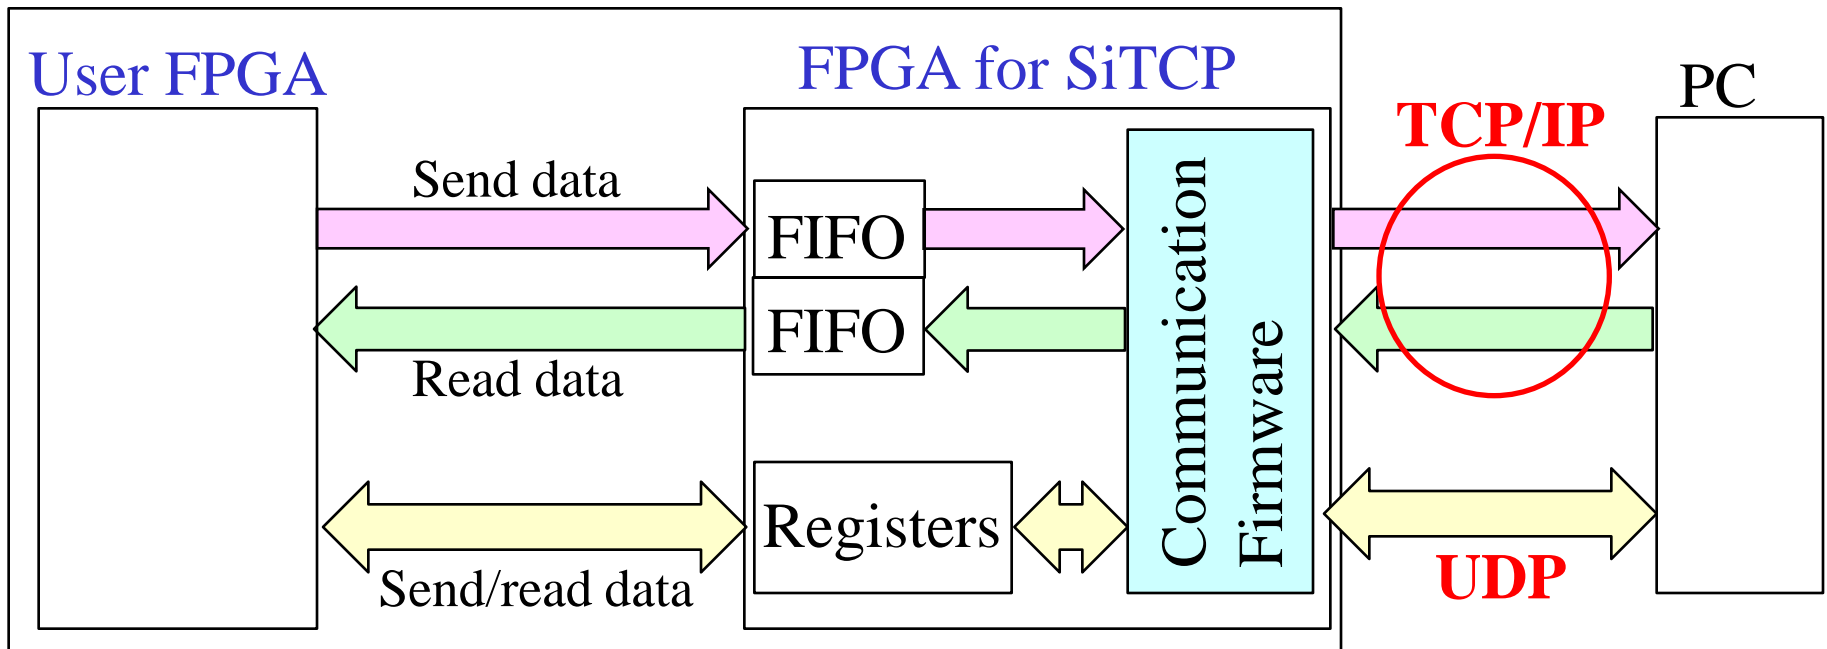 User FPGA
FPGA for SiTCP
PC
TCP/IP
Send data
FIFO
FIFO
Read data
Communication
Firmware
Registers
Send/read data
UDP